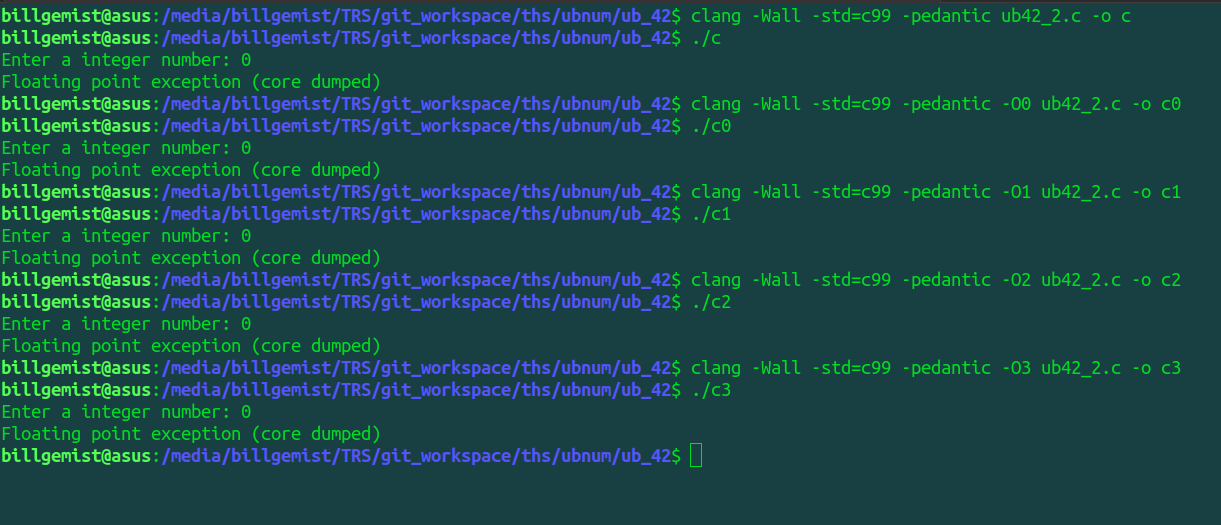 billgemist@asus:/media/billgemist/TRS/git_workspace/ths/ubnum/ub_42$ clang -Wall -std=c99 -pedantic ub42_2.c -o c
billgemist@asus:/media/billgemist/TRS/git_workspace/ths/ubnum/ub_42$ ./c
Enter a integer number: 0
Floating point exception (core dumped)
billgemist@asus:/media/billgemist/TRS/git_workspace/ths/ubnum/ub_42$ clang -Wall -std=c99 -pedantic -O0 ub42_2.c -o c0
billgemist@asus:/media/billgemist/TRS/git_workspace/ths/ubnum/ub_42$ ./c0
Enter a integer number: 0
Floating point exception (core dumped)
billgemist@asus:/media/billgemist/TRS/git_workspace/ths/ubnum/ub_42$ clang -Wall -std=c99 -pedantic -O1 ub42_2.c -o c1
billgemist@asus:/media/billgemist/TRS/git_workspace/ths/ubnum/ub_42$ ./c1
Enter a integer number: 0
Floating point exception (core dumped)
billgemist@asus:/media/billgemist/TRS/git_workspace/ths/ubnum/ub_42$ clang -Wall -std=c99 -pedantic -O2 ub42_2.c -o c2
billgemist@asus:/media/billgemist/TRS/git_workspace/ths/ubnum/ub_42$ ./c2
Enter a integer number: 0
Floating point exception (core dumped)
billgemist@asus:/media/billgemist/TRS/git_workspace/ths/ubnum/ub_42$ clang -Wall -std=c99 -pedantic -O3 ub42_2.c -o c3
billgemist@asus:/media/billgemist/TRS/git_workspace/ths/ubnum/ub_42$ ./c3
Enter a integer number: 0
Floating point exception (core dumped)
billgemist@asus:/media/billgemist/TRS/git_workspace/ths/ubnum/ub_42$